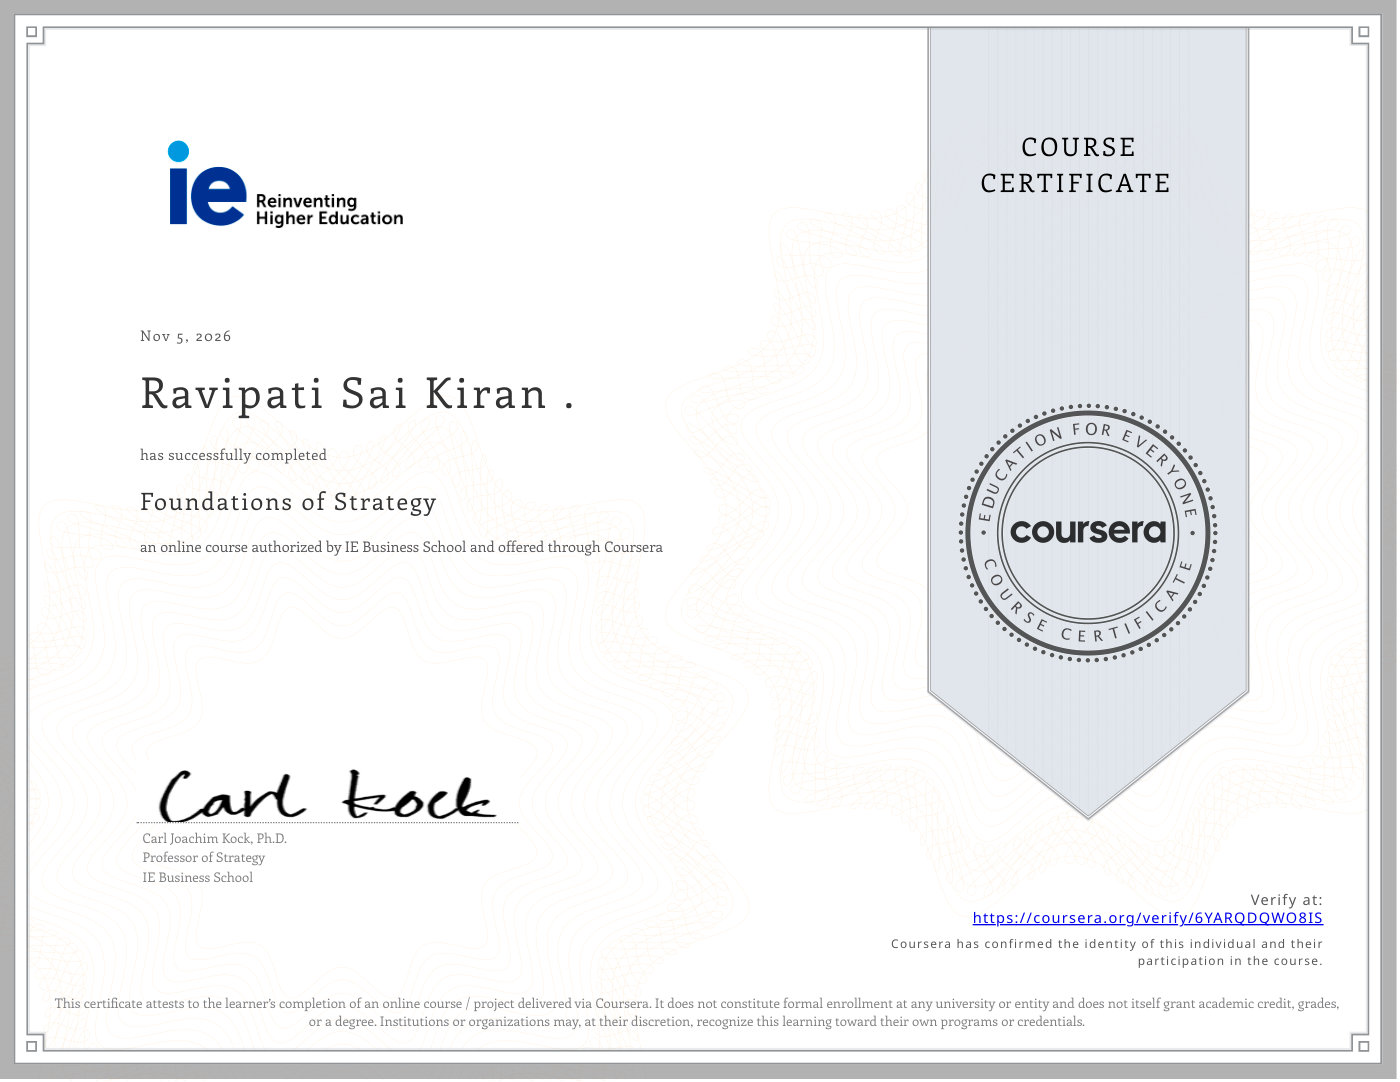 ie Reinventing
Higher Education
COURSE
CERTIFICATE
Nov 5, 2026
Ravipati Sai Kiran .
has successfully completed
Foundations of Strategy
an online course authorized by IE Business School and offered through Coursera
EDUCATION FOR EVERYONE
coursera
COURSE CERTIFICATE
Carl Kock
Carl Joachim Kock, Ph.D.
Professor of Strategy
IE Business School
Verify at:
https://coursera.org/verify/6YARQDQWO8IS
Coursera has confirmed the identity of this individual and their
participation in the course.
This certificate attests to the learner's completion of an online course / project delivered via Coursera. It does not constitute formal enrollment at any university or entity and does not itself grant academic credit, grades,
or a degree. Institutions or organizations may, at their discretion, recognize this learning toward their own programs or credentials.